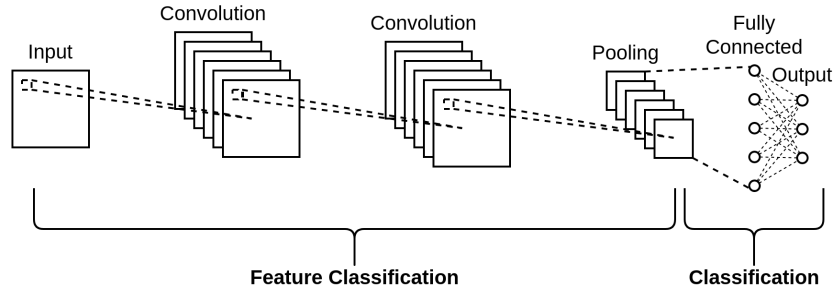 Input
Convolution
Convolution
Pooling
Fully
Connected
Output
Feature Classification
Classification